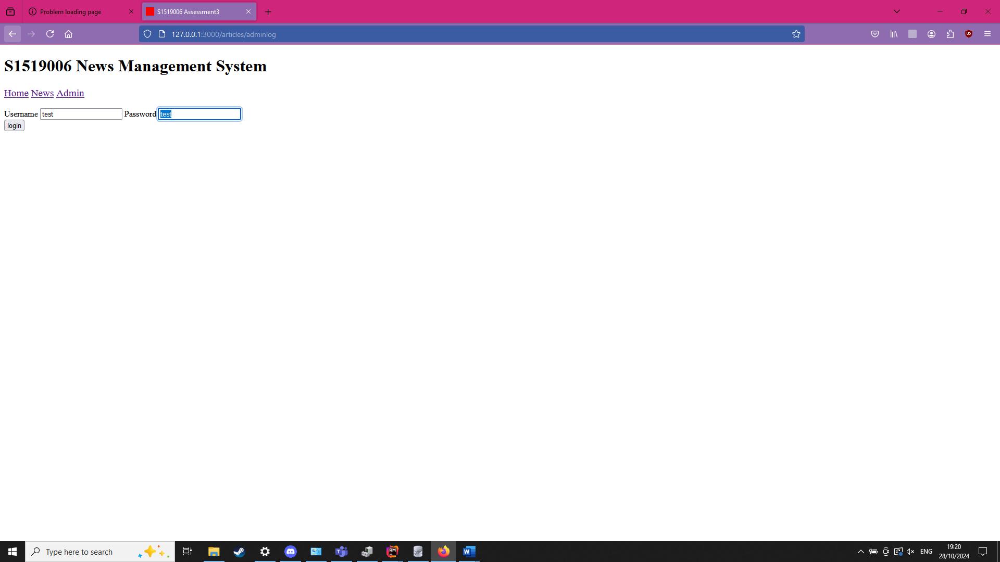 Problem loading page
S1519006 Assessment3
127.0.0.1:3000/articles/adminlog
S1519006 News Management System
Home News Admin
Username test Password test
login
Type here to search
ENG
19:20
28/10/2024